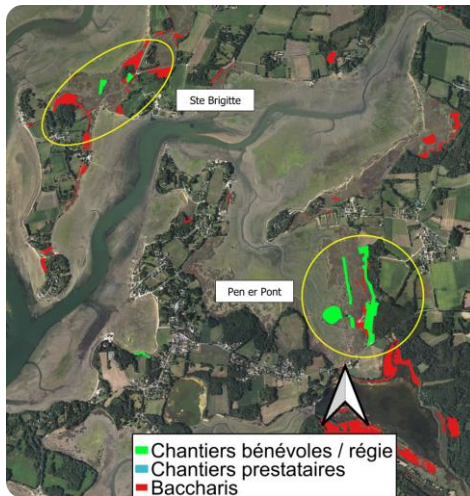 Ste Brigitte
Pen er Pont
Chantiers bénévoles / régie
Chantiers prestataires
Baccharis